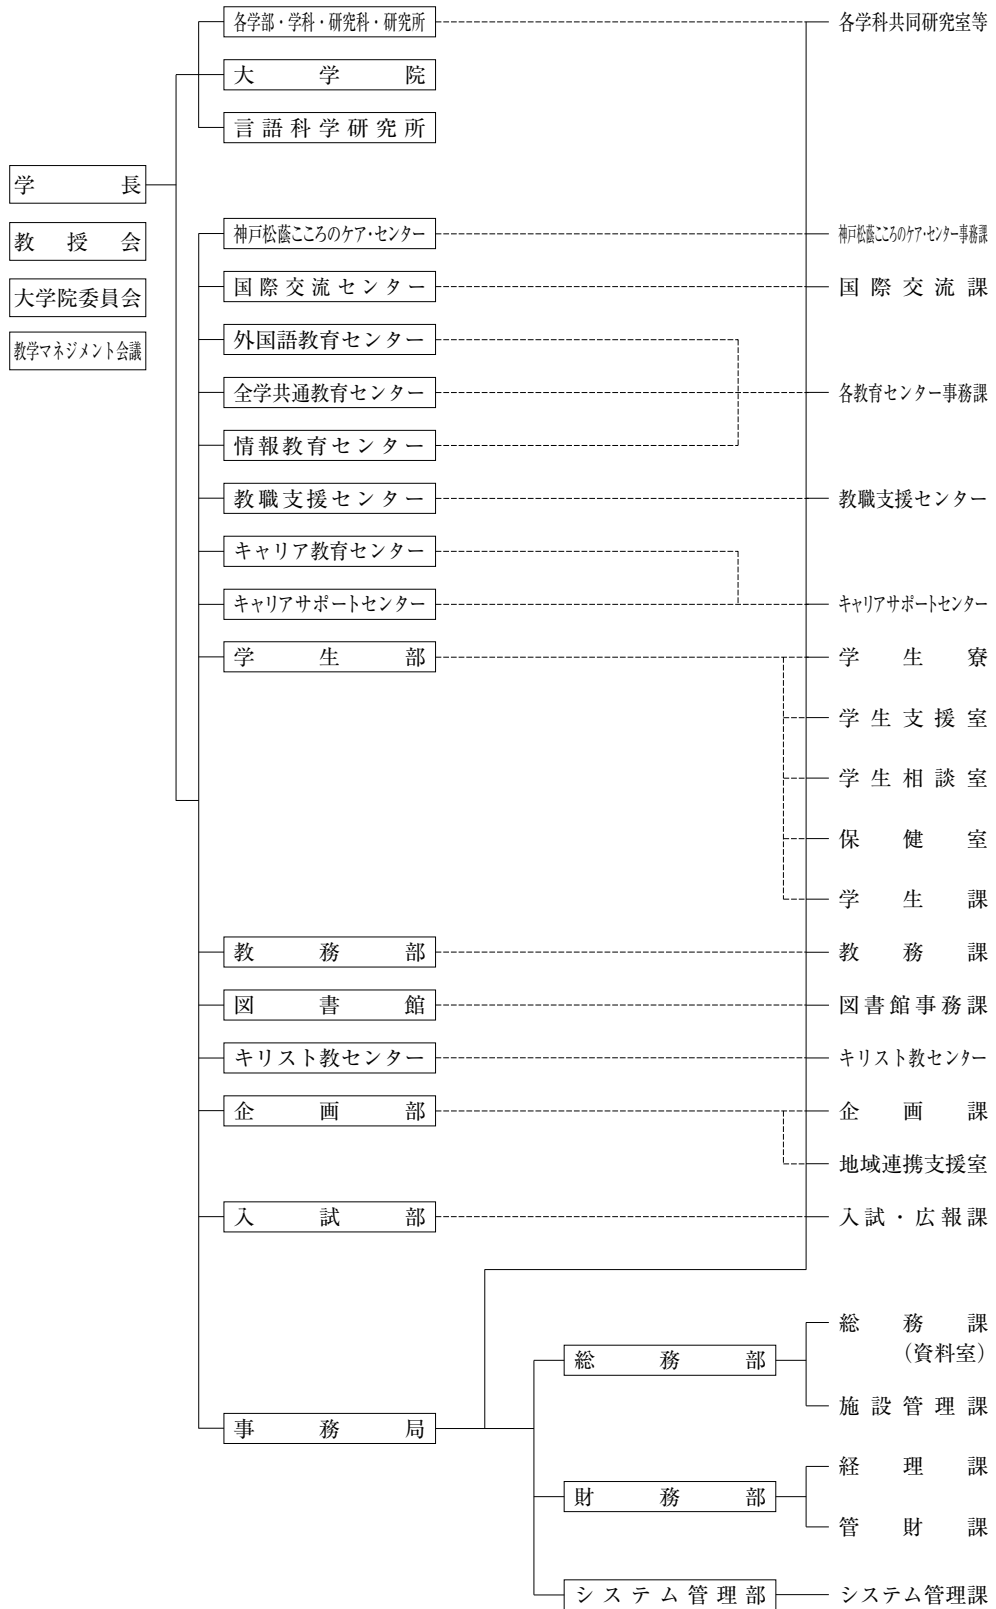 各学部・学科・研究科・研究所
各学科共同研究室等
大学院
言語科学研究所
学長
教授会
大学院委員会
教学マネジメント会議
神戸松蔭こころのケア・センター
神戸松蔭こころのケア・センター事務課
国際交流センター
国際交流課
外国語教育センター
全学共通教育センター
各教育センター事務課
情報教育センター
教職支援センター
教職支援センター
キャリア教育センター
キャリアサポートセンター
キャリアサポートセンター
学生部
学生寮
学生支援室
学生相談室
保健室
学生課
教務部
教務課
図書館
図書館事務課
キリスト教センター
キリスト教センター
企画部
企画課
地域連携支援室
入試部
入試・広報課
総務課
(資料室)
総務部
施設管理課
事務局
経理課
財務部
管財課
システム管理部
システム管理課